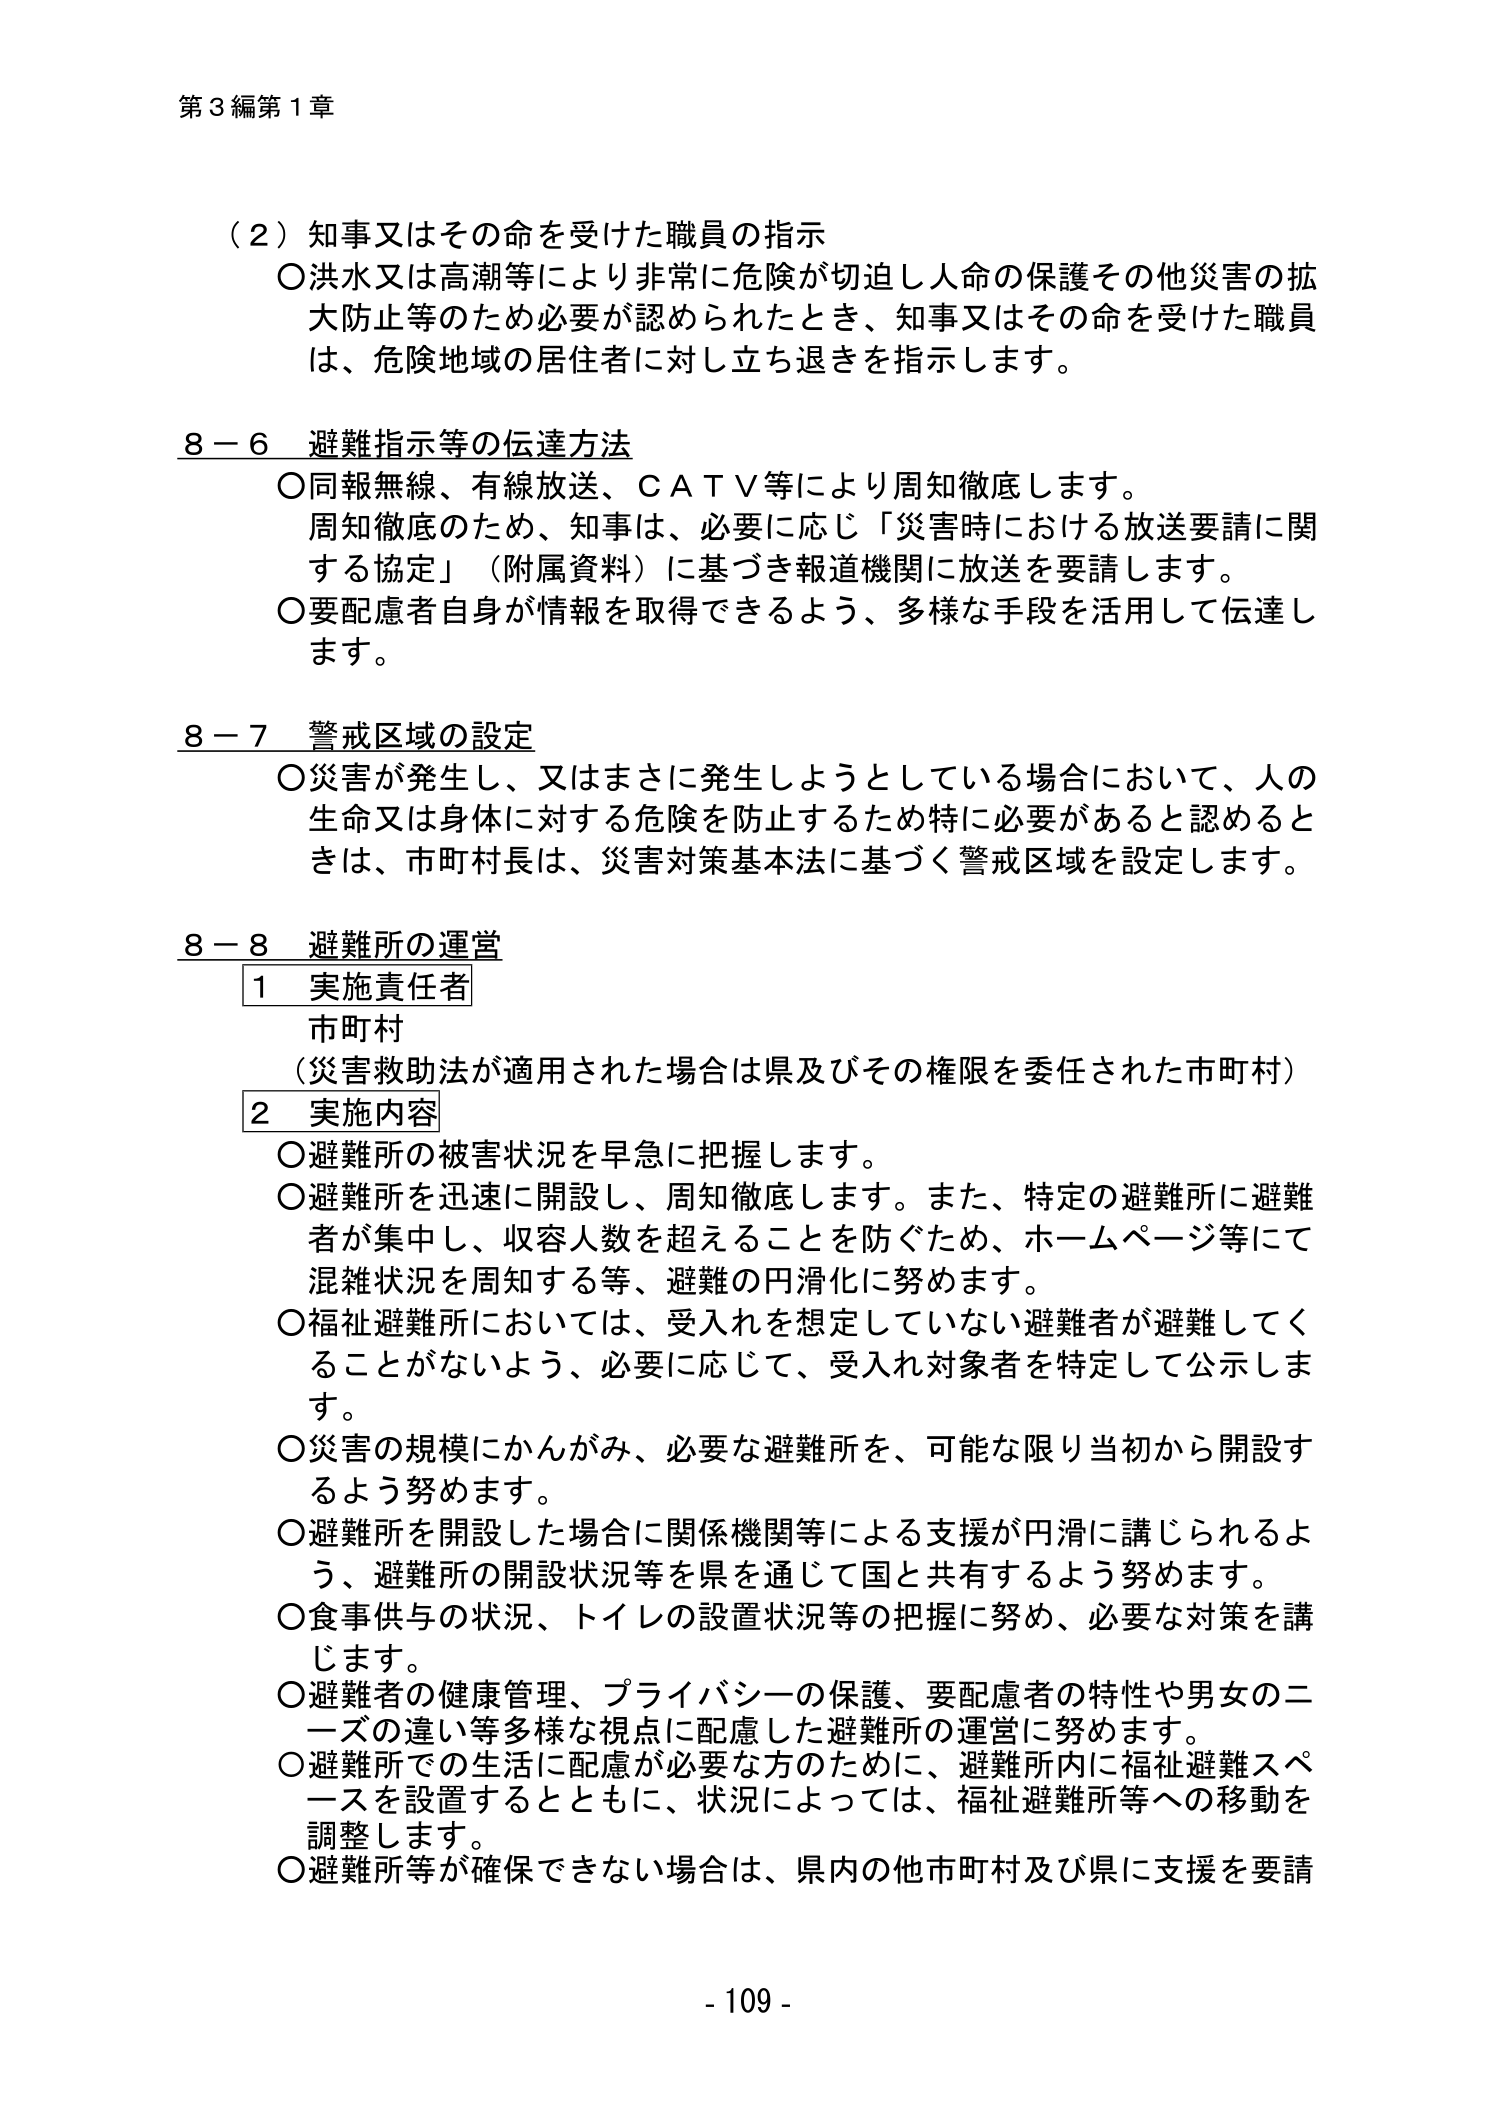 第３編第１章
（２）知事又はその命を受けた職員の指示
○洪水又は高潮等により非常に危険が切迫し人命の保護その他災害の拡
大防止等のため必要が認められたとき、知事又はその命を受けた職員
は、危険地域の居住者に対し立ち退きを指示します。
８－６　避難指示等の伝達方法
○同報無線、有線放送、ＣＡＴＶ等により周知徹底します。
周知徹底のため、知事は、必要に応じ「災害時における放送要請に関
する協定」（附属資料）に基づき報道機関に放送を要請します。
○要配慮者自身が情報を取得できるよう、多様な手段を活用して伝達し
ます。
８－７　警戒区域の設定
○災害が発生し、又はまさに発生しようとしている場合において、人の
生命又は身体に対する危険を防止するため特に必要があると認めると
きは、市町村長は、災害対策基本法に基づく警戒区域を設定します。
８－８　避難所の運営
１　実施責任者
市町村
（災害救助法が適用された場合は県及びその権限を委任された市町村）
２　実施内容
○避難所の被害状況を早急に把握します。
○避難所を迅速に開設し、周知徹底します。また、特定の避難所に避難
者が集中し、収容人数を超えることを防ぐため、ホームページ等にて
混雑状況を周知する等、避難の円滑化に努めます。
○福祉避難所においては、受入れを想定していない避難者が避難してく
ることがないよう、必要に応じて、受入れ対象者を特定して公示しま
す。
○災害の規模にかんがみ、必要な避難所を、可能な限り当初から開設す
るよう努めます。
○避難所を開設した場合に関係機関等による支援が円滑に講じられるよ
う、避難所の開設状況等を県を通じて国と共有するよう努めます。
○食事供与の状況、トイレの設置状況等の把握に努め、必要な対策を講
じます。
○避難者の健康管理、プライバシーの保護、要配慮者の特性や男女のニ
ーズの違い等多様な視点に配慮した避難所の運営に努めます。
○避難所での生活に配慮が必要な方のために、避難所内に福祉避難スペ
ースを設置するとともに、状況によっては、福祉避難所等への移動を
調整します。
○避難所等が確保できない場合は、県内の他市町村及び県に支援を要請
- 109 -